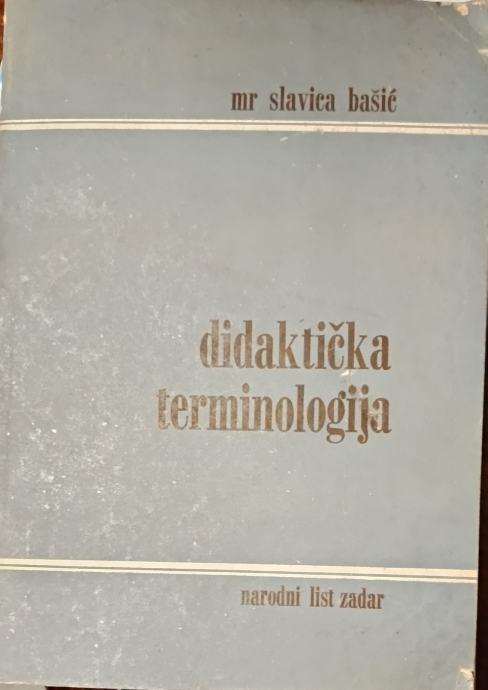 mr slavica bašić
didaktička
terminologija
narodni list zadar